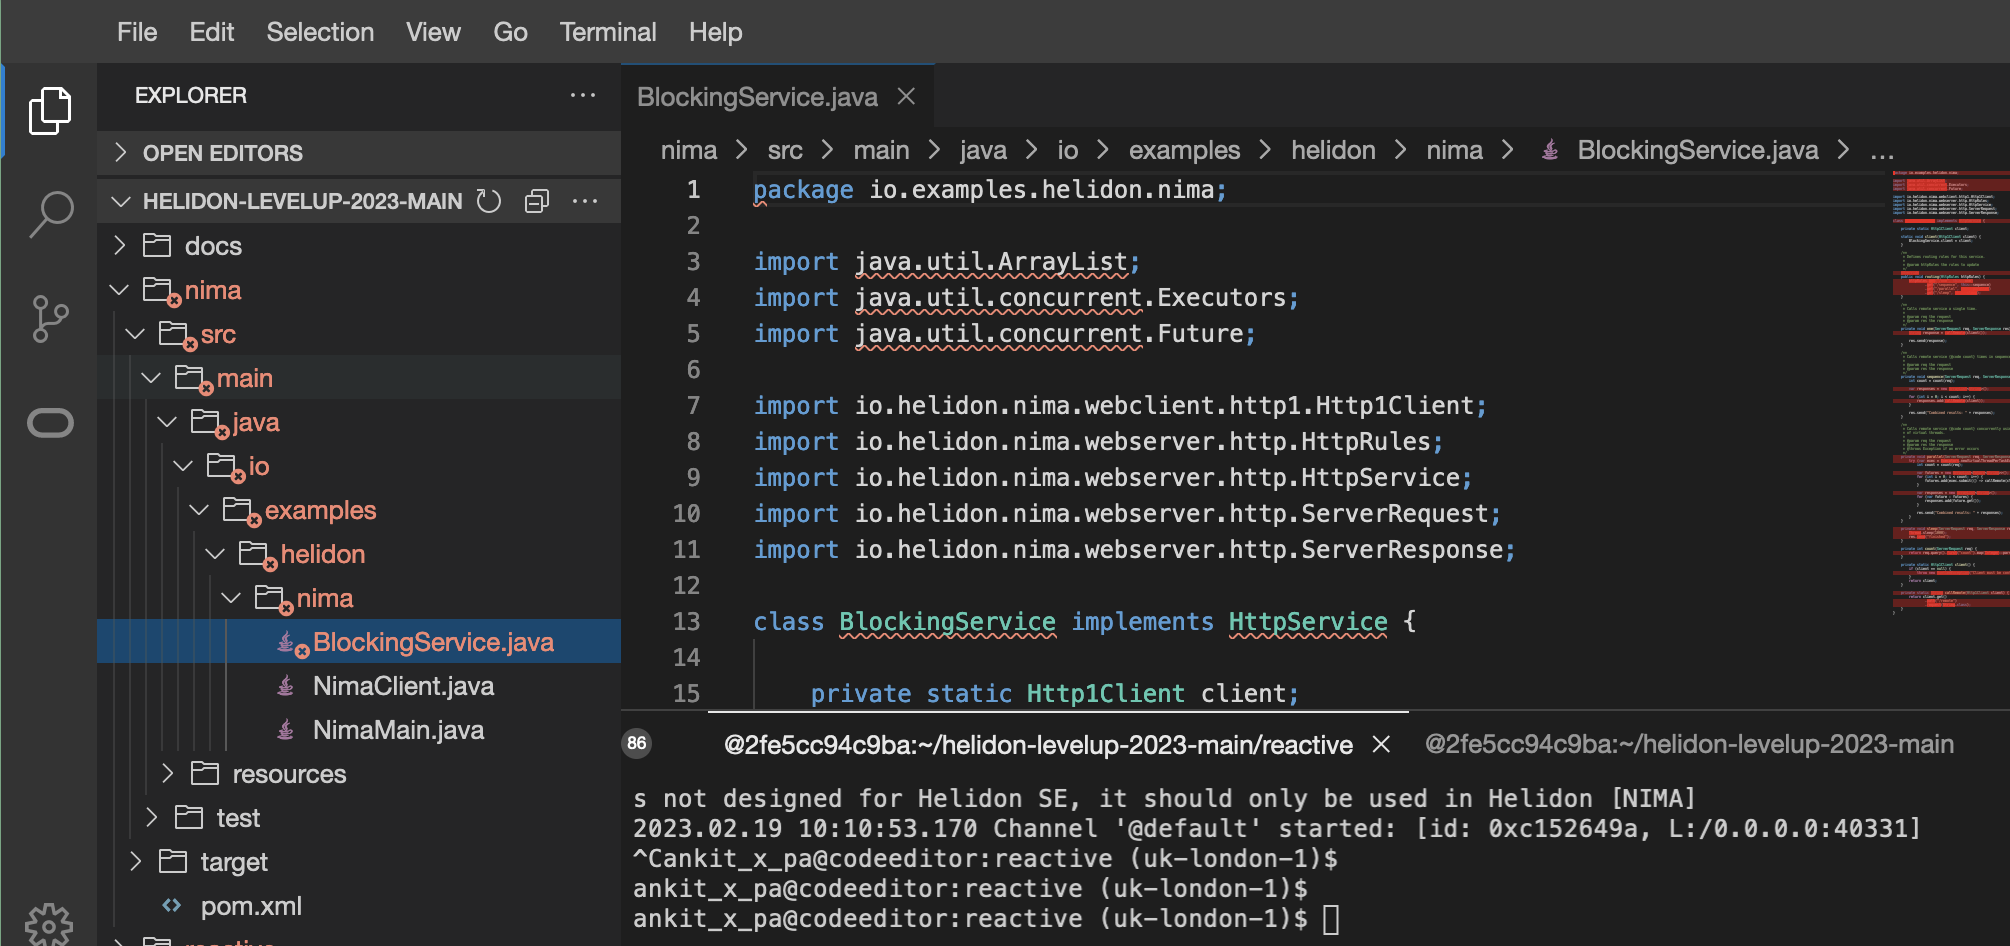 File Edit Selection View Go Terminal Help
EXPLORER ...
OPEN EDITORS
HELIDON-LEVELUP-2023-MAIN ...
docs
nima
src
main
java
io
examples
helidon
nima
BlockingService.java
NimaClient.java
NimaMain.java
resources
test
target
pom.xml
reactive
BlockingService.java
nima > src > main > java > io > examples > helidon > nima > BlockingService.java > ...
1 package io.examples.helidon.nima;
2
3 import java.util.ArrayList;
4 import java.util.concurrent.Executors;
5 import java.util.concurrent.Future;
6
7 import io.helidon.nima.webclient.http1.Http1Client;
8 import io.helidon.nima.webserver.http.HttpRules;
9 import io.helidon.nima.webserver.http.HttpService;
10 import io.helidon.nima.webserver.http.ServerRequest;
11 import io.helidon.nima.webserver.http.ServerResponse;
12
13 class BlockingService implements HttpService {
14
15 private static Http1Client client;
86 @2fe5cc94c9ba:~/helidon-levelup-2023-main/reactive @2fe5cc94c9ba:~/helidon-levelup-2023-main
s not designed for Helidon SE, it should only be used in Helidon [NIMA]
2023.02.19 10:10:53.170 Channel '@default' started: [id: 0xc152649a, L:/0.0.0.0:40331]
^Cankit_x_pa@codeeditor:reactive (uk-london-1)$
ankit_x_pa@codeeditor:reactive (uk-london-1)$
ankit_x_pa@codeeditor:reactive (uk-london-1)$